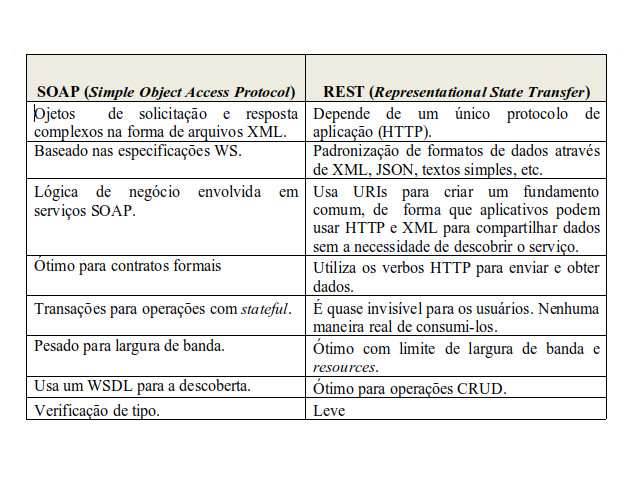 SOAP (Simple Object Access Protocol)
REST (Representational State Transfer)
Ojetos de solicitação e resposta
complexos na forma de arquivos XML.
Depende de um único protocolo de
aplicação (HTTP).
Baseado nas especificações WS.
Padronização de formatos de dados através
de XML, JSON, textos simples, etc.
Lógica de negócio envolvida em
serviços SOAP.
Usa URIs para criar um fundamento
comum, de forma que aplicativos podem
usar HTTP e XML para compartilhar dados
sem a necessidade de descobrir o serviço.
Ótimo para contratos formais
Utiliza os verbos HTTP para enviar e obter
dados.
Transações para operações com stateful.
É quase invisível para os usuários. Nenhuma
maneira real de consumi-los.
Pesado para largura de banda.
Ótimo com limite de largura de banda e
resources.
Usa um WSDL para a descoberta.
Ótimo para operações CRUD.
Verificação de tipo.
Leve